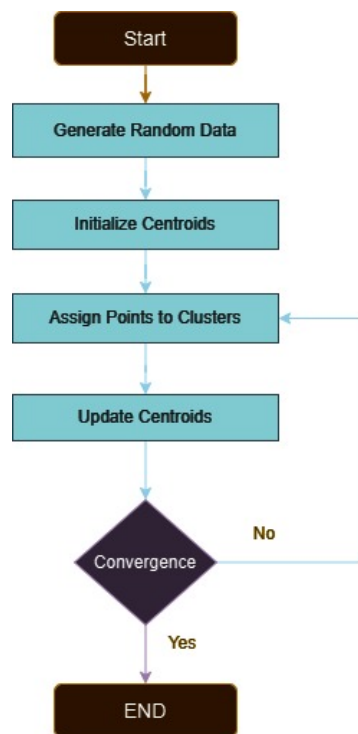 Start
Generate Random Data
Initialize Centroids
Assign Points to Clusters
Update Centroids
Convergence
No
Yes
END